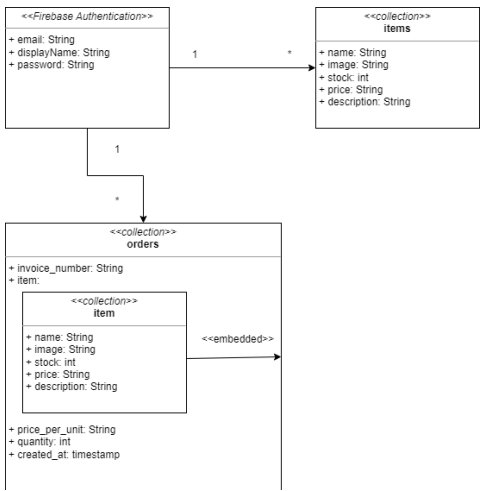 <<Firebase Authentication>>
+ email: String
+ displayName: String
+ password: String
1
*
<<collection>>
items
+ name: String
+ image: String
+ stock: int
+ price: String
+ description: String
1
*
<<collection>>
orders
+ invoice_number: String
+ item:
<<collection>>
item
+ name: String
+ image: String
+ stock: int
+ price: String
+ description: String
<<embedded>>
+ price_per_unit: String
+ quantity: int
+ created_at: timestamp